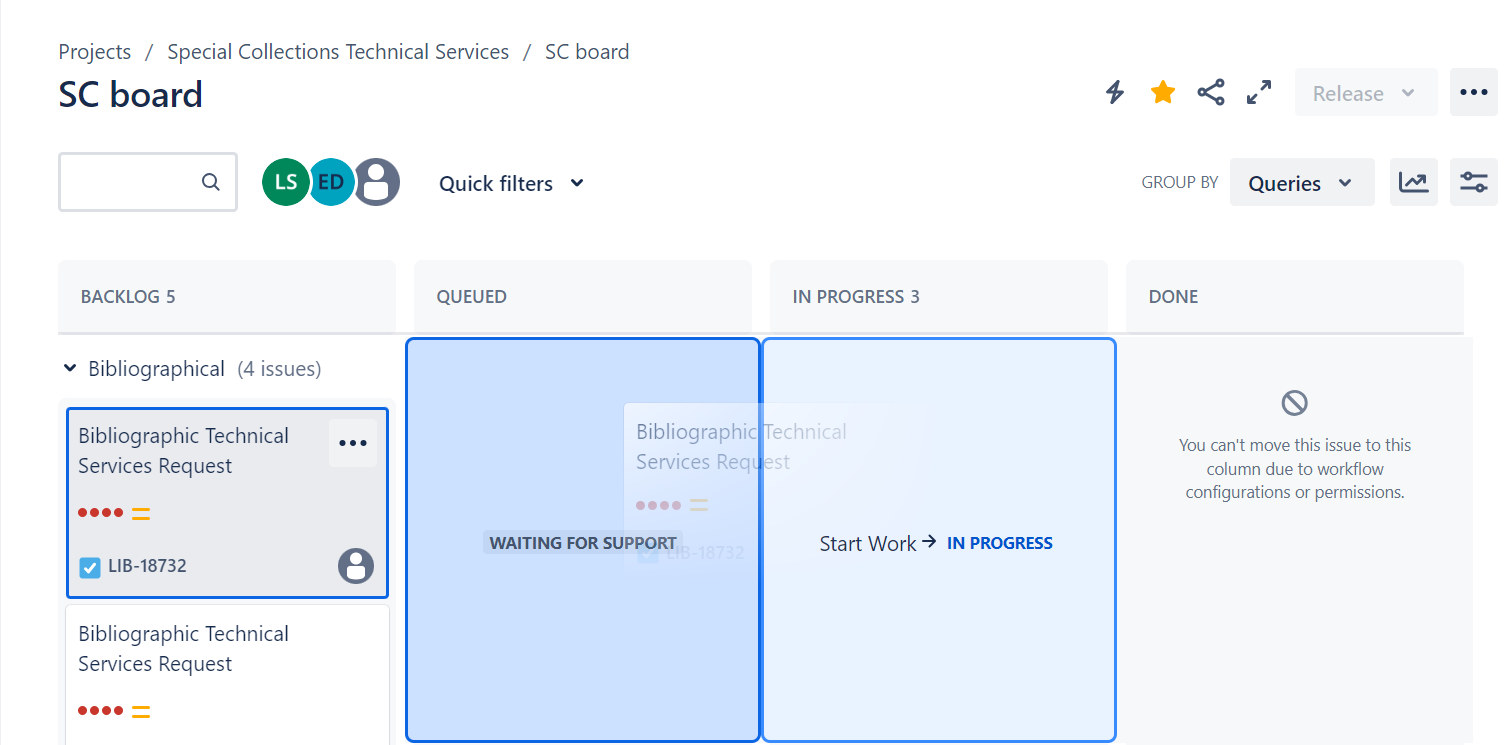 Projects / Special Collections Technical Services / SC board
SC board
Release
LS ED
Quick filters
GROUP BY
Queries
BACKLOG 5
QUEUED
IN PROGRESS 3
DONE
Bibliographical (4 issues)
Bibliographic Technical
Services Request
LIB-18732
Bibliographic Technical
Services Request
Bibliographic Technical
Services Request
LIB-18732
WAITING FOR SUPPORT
Start Work → IN PROGRESS
You can't move this issue to this
column due to workflow
configurations or permissions.